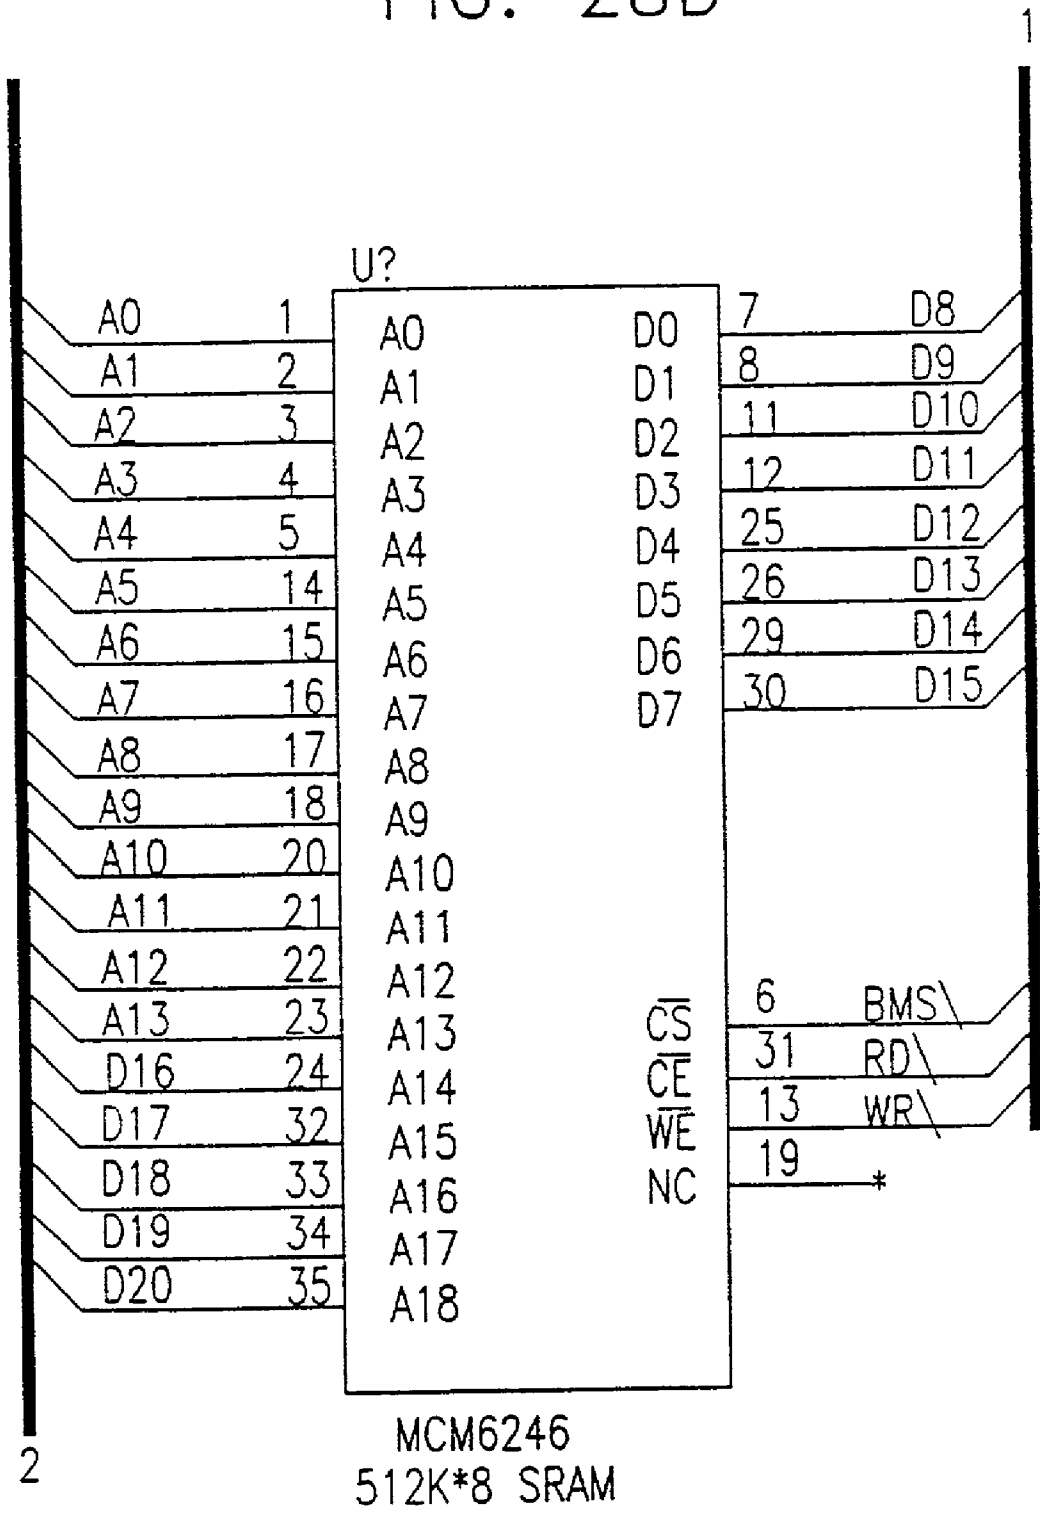 1
U?
A0 1 A0 D0 7 D8
A1 2 A1 D1 8 D9
A2 3 A2 D2 11 D10
A3 4 A3 D3 12 D11
A4 5 A4 D4 25 D12
A5 14 A5 D5 26 D13
A6 15 A6 D6 29 D14
A7 16 A7 D7 30 D15
A8 17 A8
A9 18 A9
A10 20 A10
A11 21 A11
A12 22 A12
A13 23 A13 C̅S̅ 6 BMS\
D16 24 A14 C̅E̅ 31 RD\
D17 32 A15 W̅E̅ 13 WR\
D18 33 A16 NC 19 *
D19 34 A17
D20 35 A18
MCM6246
2
512K*8 SRAM